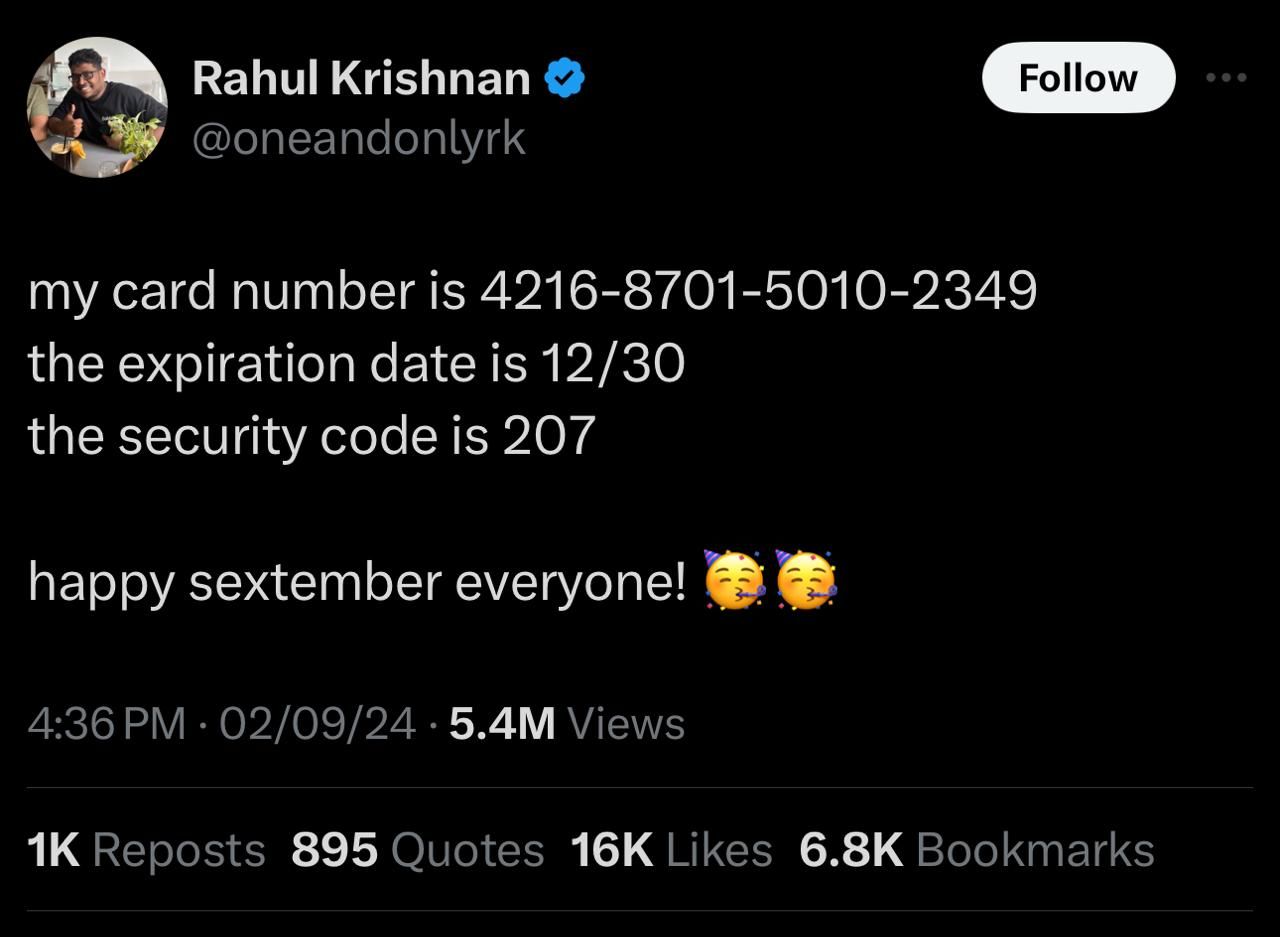 Rahul Krishnan
@oneandonlyrk
Follow
my card number is 4216-8701-5010-2349
the expiration date is 12/30
the security code is 207
happy sextember everyone! 🥳🥳
4:36 PM · 02/09/24 · 5.4M Views
1K Reposts 895 Quotes 16K Likes 6.8K Bookmarks